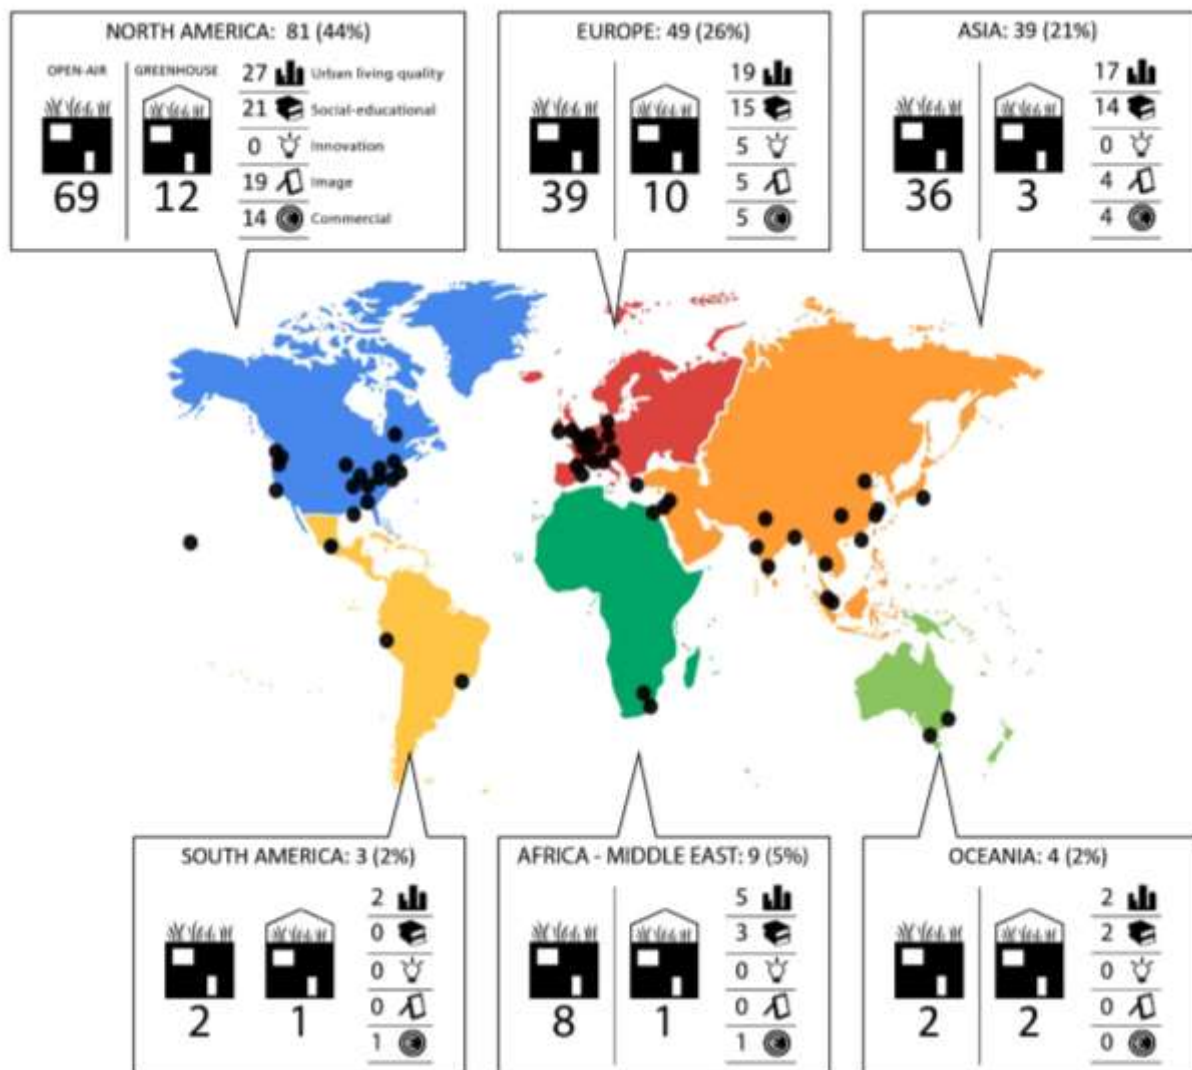 NORTH AMERICA: 81 (44%)
OPEN-AIR
GREENHOUSE
69
12
27 Urban living quality
21 Social-educational
0 Innovation
19 Image
14 Commercial
EUROPE: 49 (26%)
39
10
19
15
5
5
5
ASIA: 39 (21%)
36
3
17
14
0
4
4
SOUTH AMERICA: 3 (2%)
2
1
2
0
0
0
1
AFRICA - MIDDLE EAST: 9 (5%)
8
1
5
3
0
0
1
OCEANIA: 4 (2%)
2
2
2
2
0
0
0